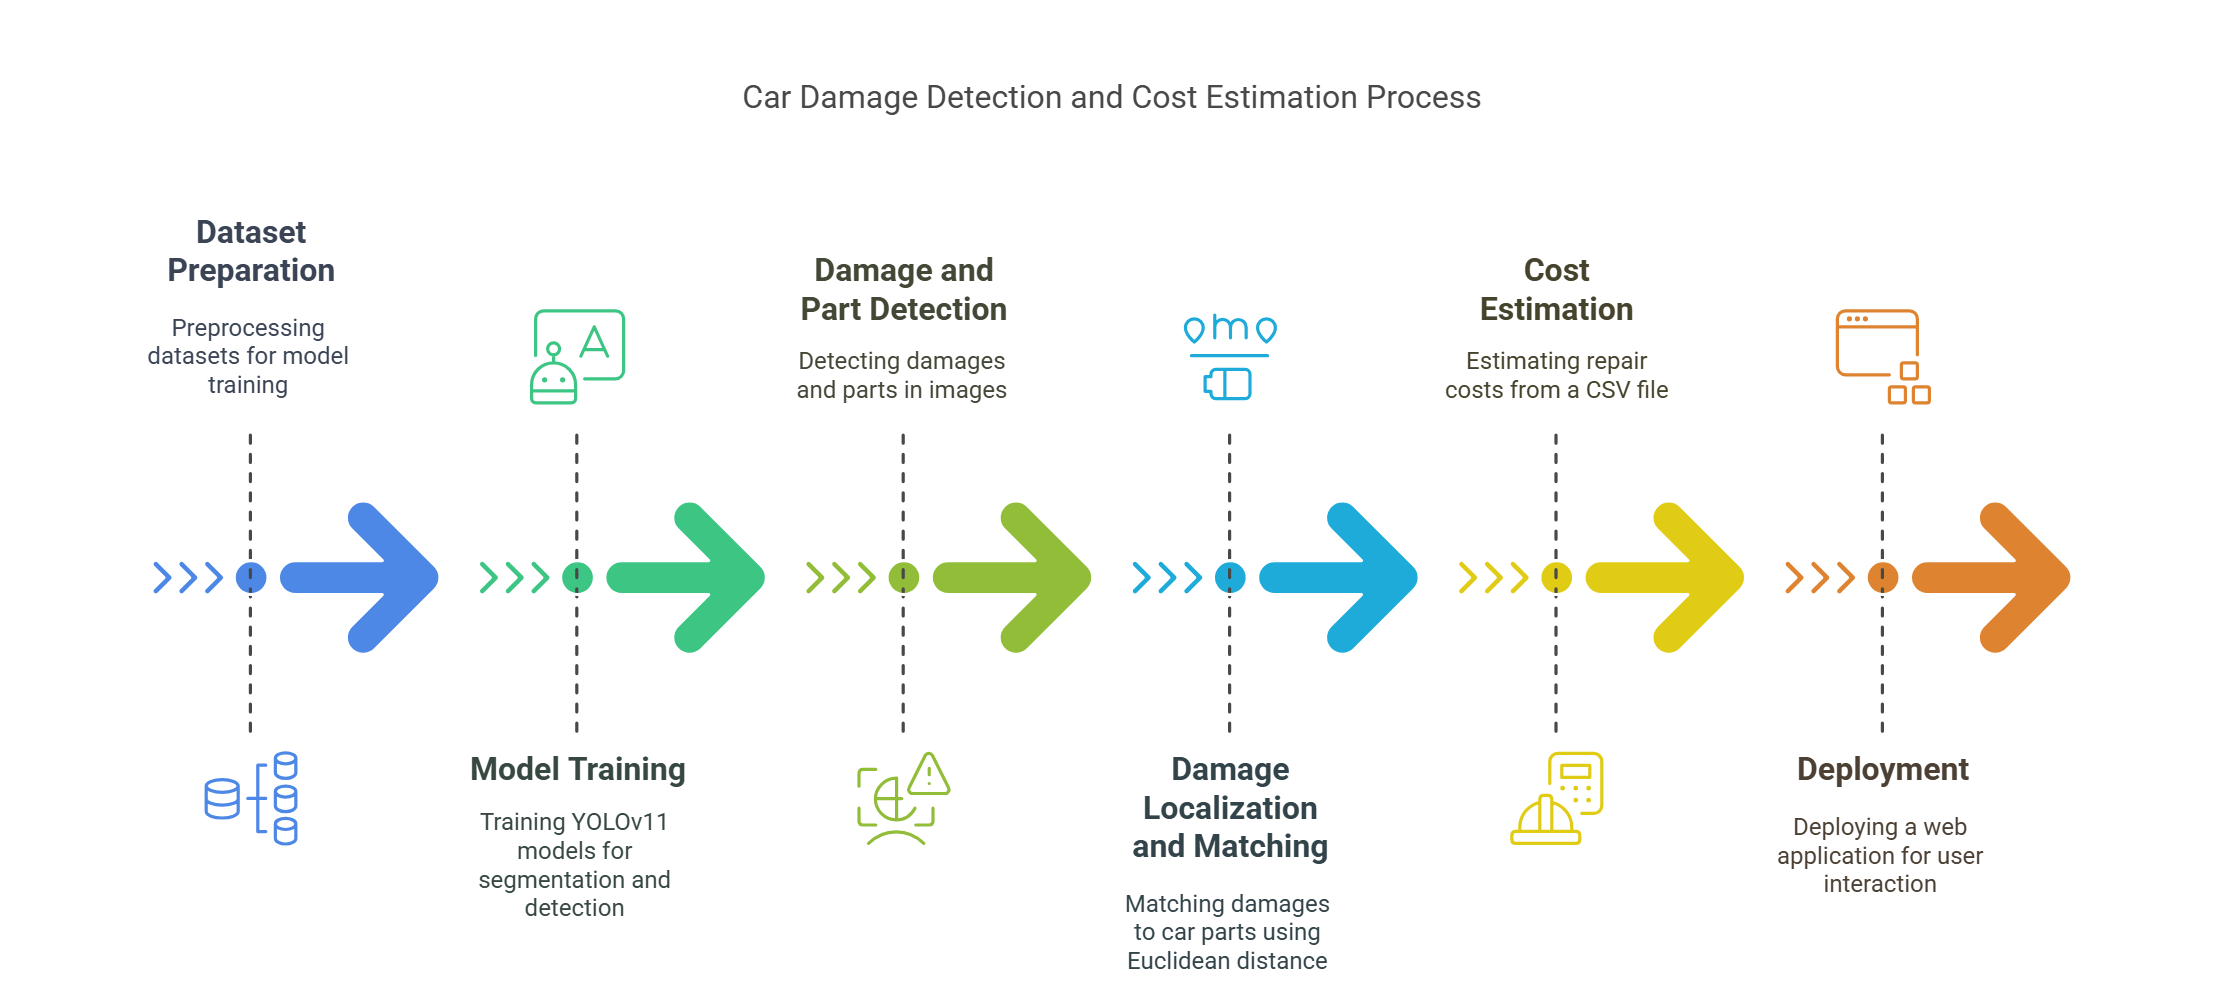 Car Damage Detection and Cost Estimation Process
Dataset
Preparation
Preprocessing
datasets for model
training
Model Training
Training YOLOv11
models for
segmentation and
detection
Damage and
Part Detection
Detecting damages
and parts in images
Damage
Localization
and Matching
Matching damages
to car parts using
Euclidean distance
Cost
Estimation
Estimating repair
costs from a CSV file
Deployment
Deploying a web
application for user
interaction